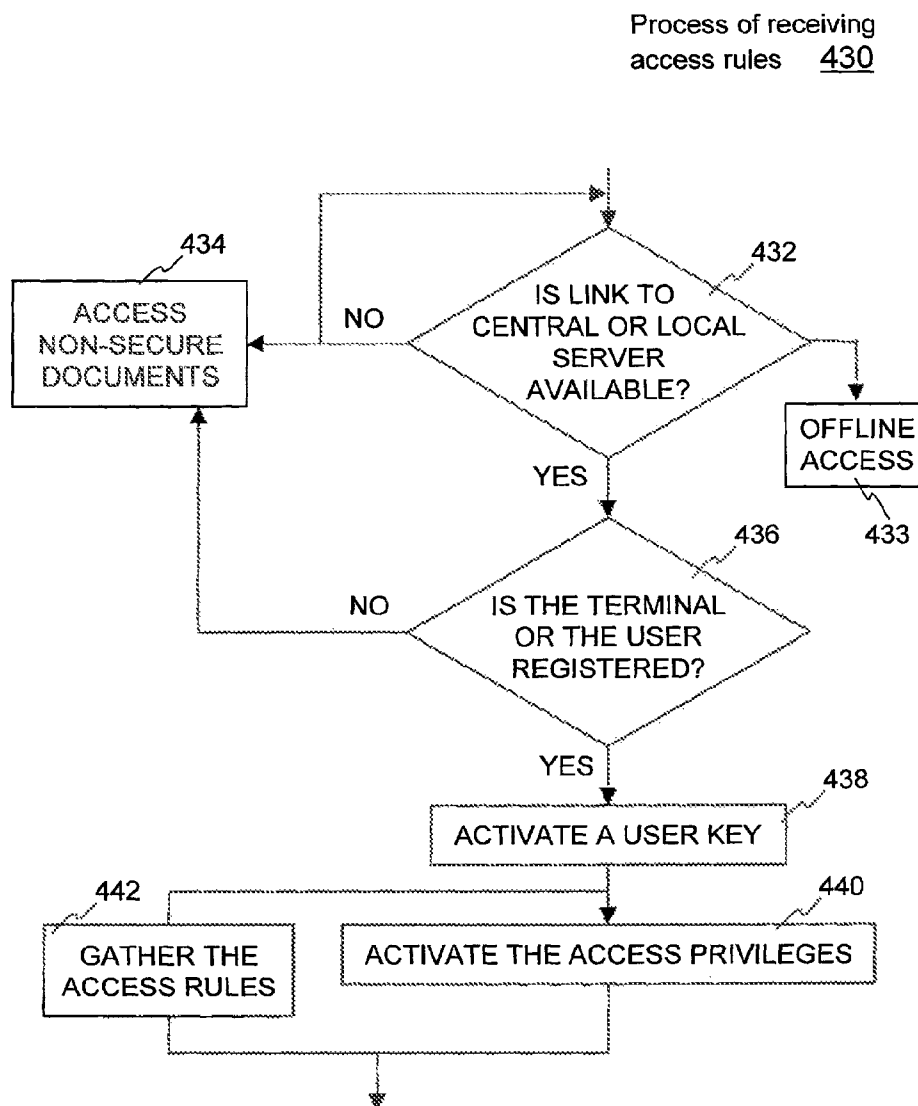 Process of receiving
access rules 430
434
432
ACCESS
NON-SECURE
DOCUMENTS
NO
IS LINK TO
CENTRAL OR LOCAL
SERVER
AVAILABLE?
OFFLINE
ACCESS
433
YES
436
NO
IS THE TERMINAL
OR THE USER
REGISTERED?
YES
438
ACTIVATE A USER KEY
442
440
GATHER THE
ACCESS RULES
ACTIVATE THE ACCESS PRIVILEGES